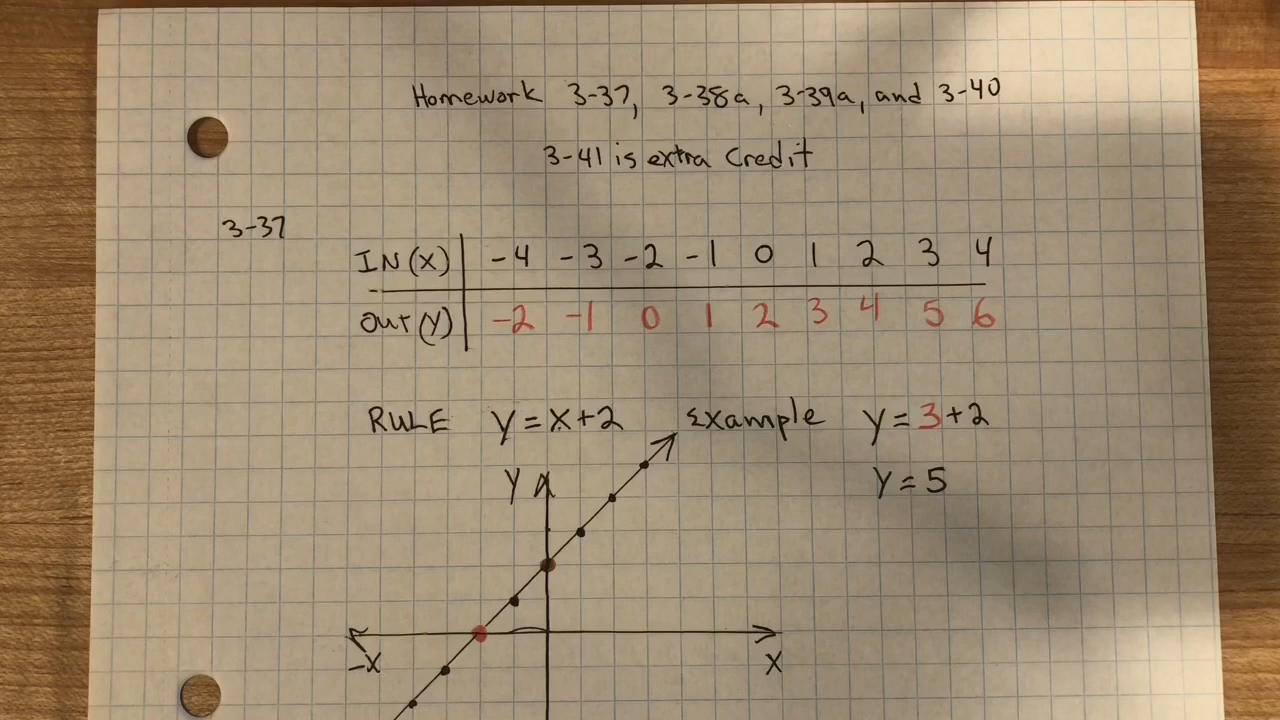 Homework 3-37, 3-38a, 3-39a, and 3-40
3-41 is extra Credit
3-37
IN(X) -4 -3 -2 -1 0 1 2 3 4
OUT(Y) -2 -1 0 1 2 3 4 5 6
RULE Y=X+2 Example Y=3+2
Y Y=5
-X X